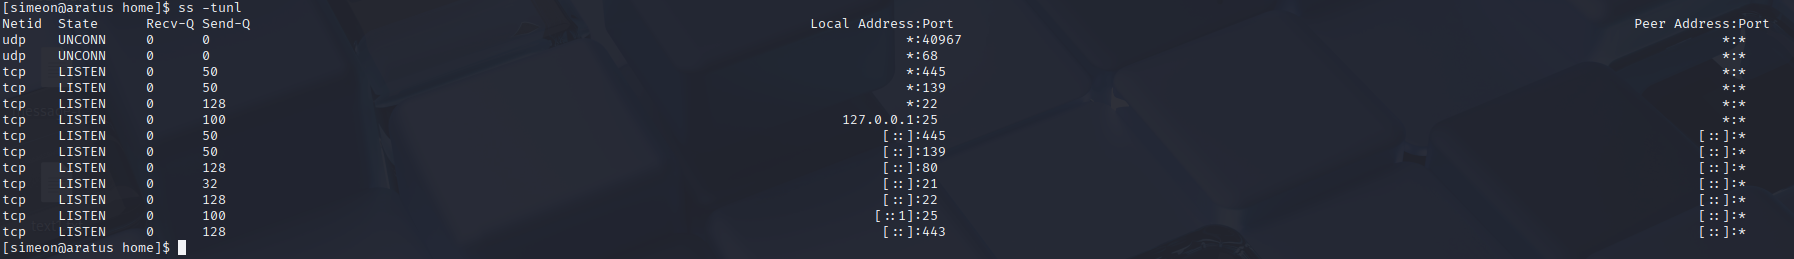 [simeon@aratus home]$ ss -tunl
Netid State Recv-Q Send-Q Local Address:Port Peer Address:Port
udp UNCONN 0 0 *:40967 *:*
udp UNCONN 0 0 *:68 *:*
tcp LISTEN 0 50 *:445 *:*
tcp LISTEN 0 50 *:139 *:*
tcp LISTEN 0 128 *:22 *:*
tcp LISTEN 0 100 127.0.0.1:25 *:*
tcp LISTEN 0 50 [::]:445 [::]:*
tcp LISTEN 0 50 [::]:139 [::]:*
tcp LISTEN 0 128 [::]:80 [::]:*
tcp LISTEN 0 32 [::]:21 [::]:*
tcp LISTEN 0 128 [::]:22 [::]:*
tcp LISTEN 0 100 [::1]:25 [::]:*
tcp LISTEN 0 128 [::]:443 [::]:*
[simeon@aratus home]$